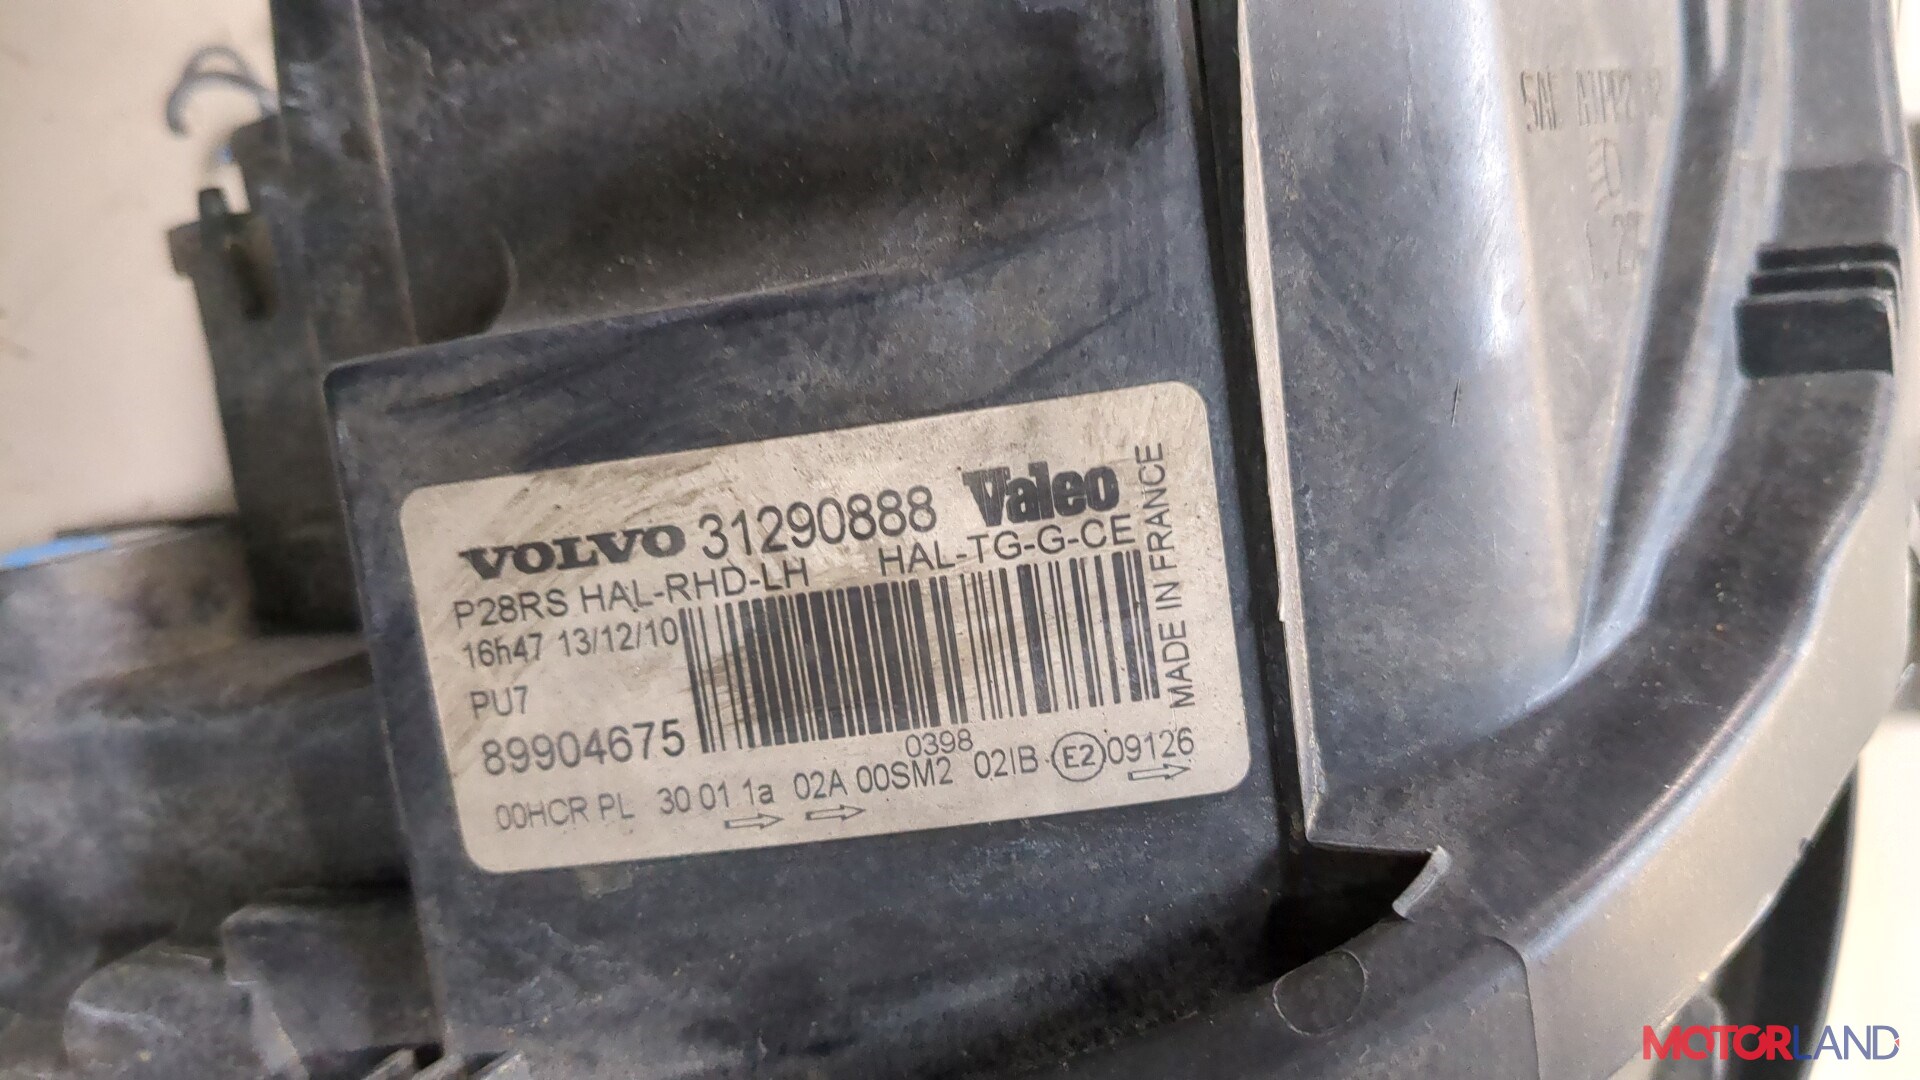 VOLVO 31290888 Valeo
P28RS HAL-RHD-LH HAL-TG-G-CE
16h47 13/12/10
PU7
89904675
0398
00HCR PL 30 01 1a 02A 00SM2 02IB E2 09126
MADE IN FRANCE
SAE
MOTORLAND